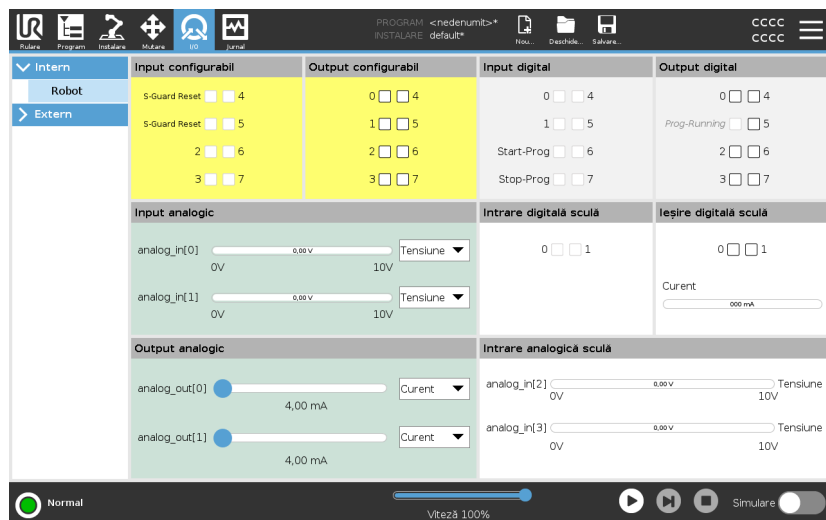 UR
PROGRAM <nedenumit>*
INSTALARE default*
CCCC
CCCC
Rulare Program Instalare Mutare I/O Jurnal Nou... Deschide... Salvare...
Intern
Robot
Extern
Input configurabil
S-Guard Reset 4
S-Guard Reset 5
2 6
3 7
Output configurabil
0 4
1 5
2 6
3 7
Input digital
0 4
1 5
Start-Prog 6
Stop-Prog 7
Output digital
0 4
Prog-Running 5
2 6
3 7
Input analogic
analog_in[0] 0,00 V Tensiune
0V 10V
analog_in[1] 0,00 V Tensiune
0V 10V
Intrare digitală sculă
0 1
Ieșire digitală sculă
0 1
Curent
000 mA
Output analogic
analog_out[0] Curent
4,00 mA
analog_out[1] Curent
4,00 mA
Intrare analogică sculă
analog_in[2] 0,00 V Tensiune
0V 10V
analog_in[3] 0,00 V Tensiune
0V 10V
Normal
Viteză 100%
Simulare